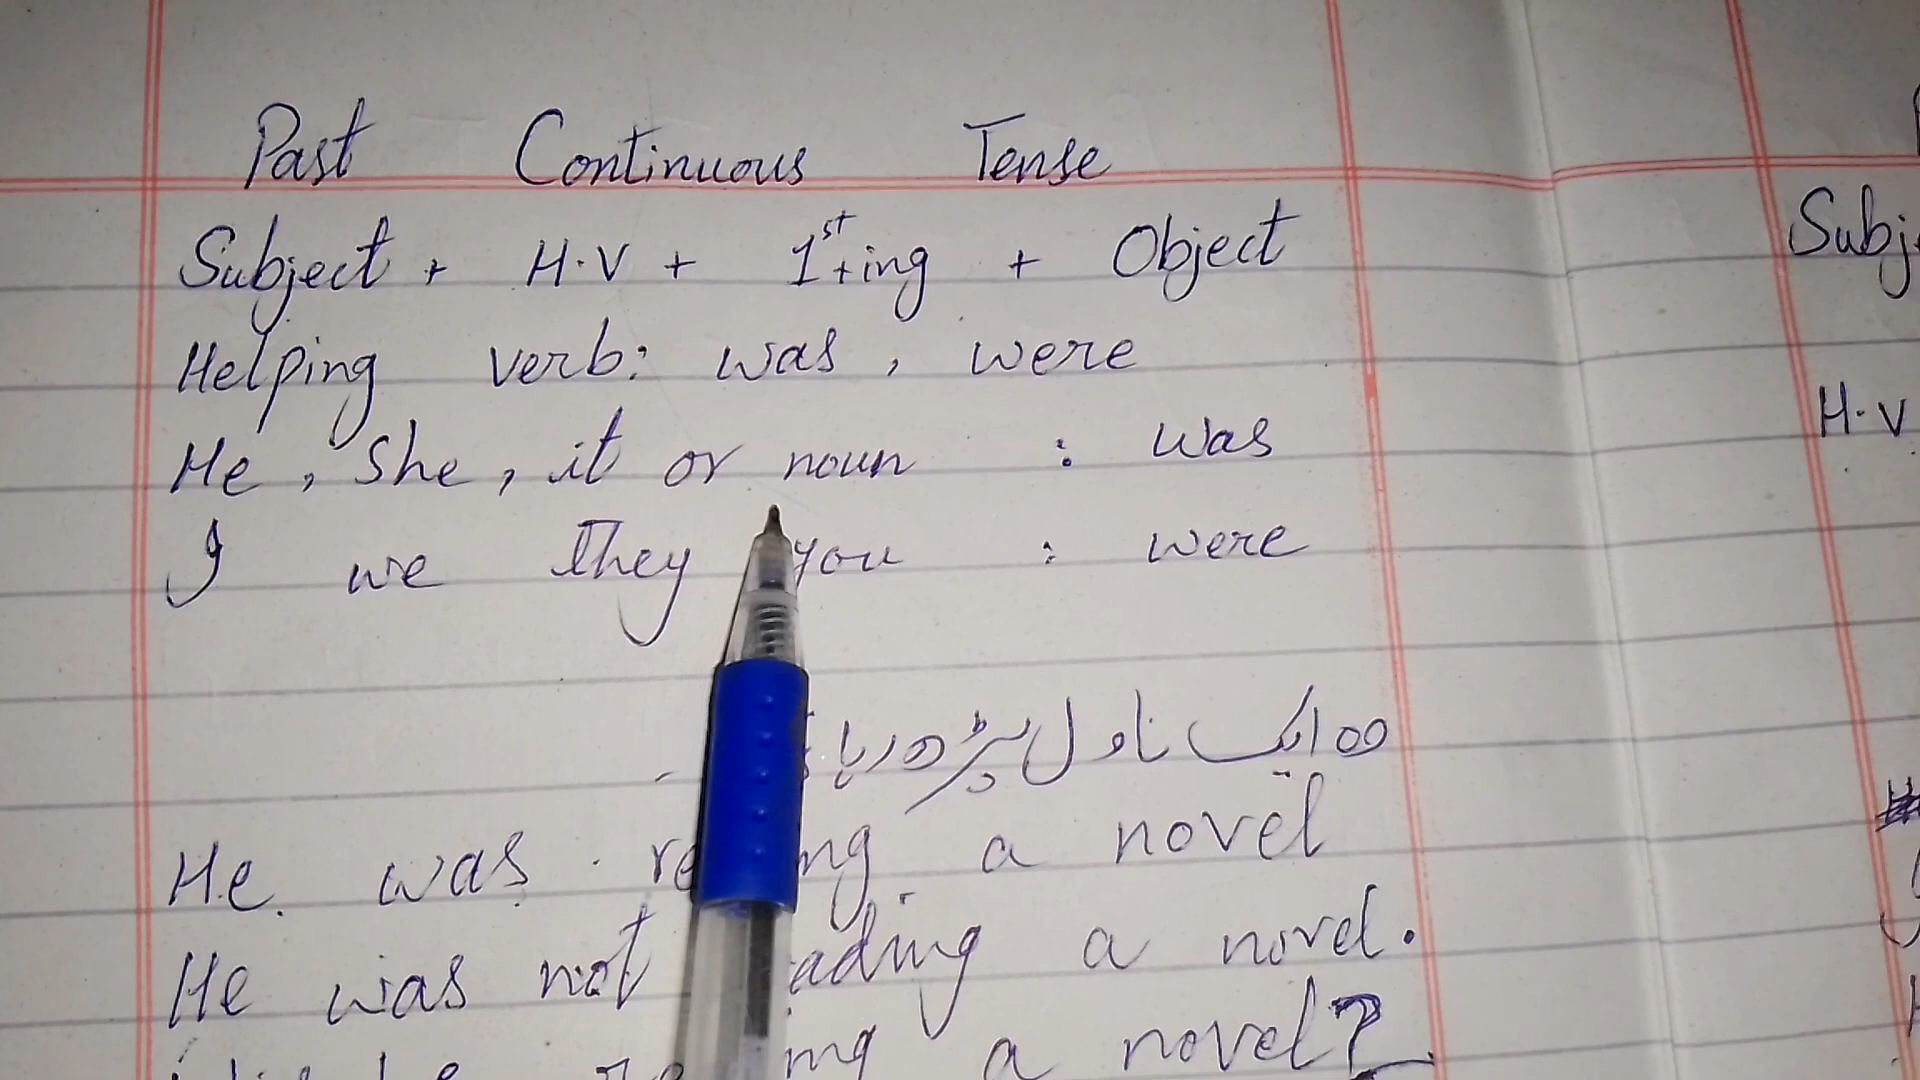 Past Continuous Tense
Subject + H.V + 1st+ing + Object
Helping verb: was, were
He, She, it or noun : was
I we they you : were
وہ ایک ناول پڑھ رہا
He was a novel
He was not a novel.
a novel?
Subj
H.V